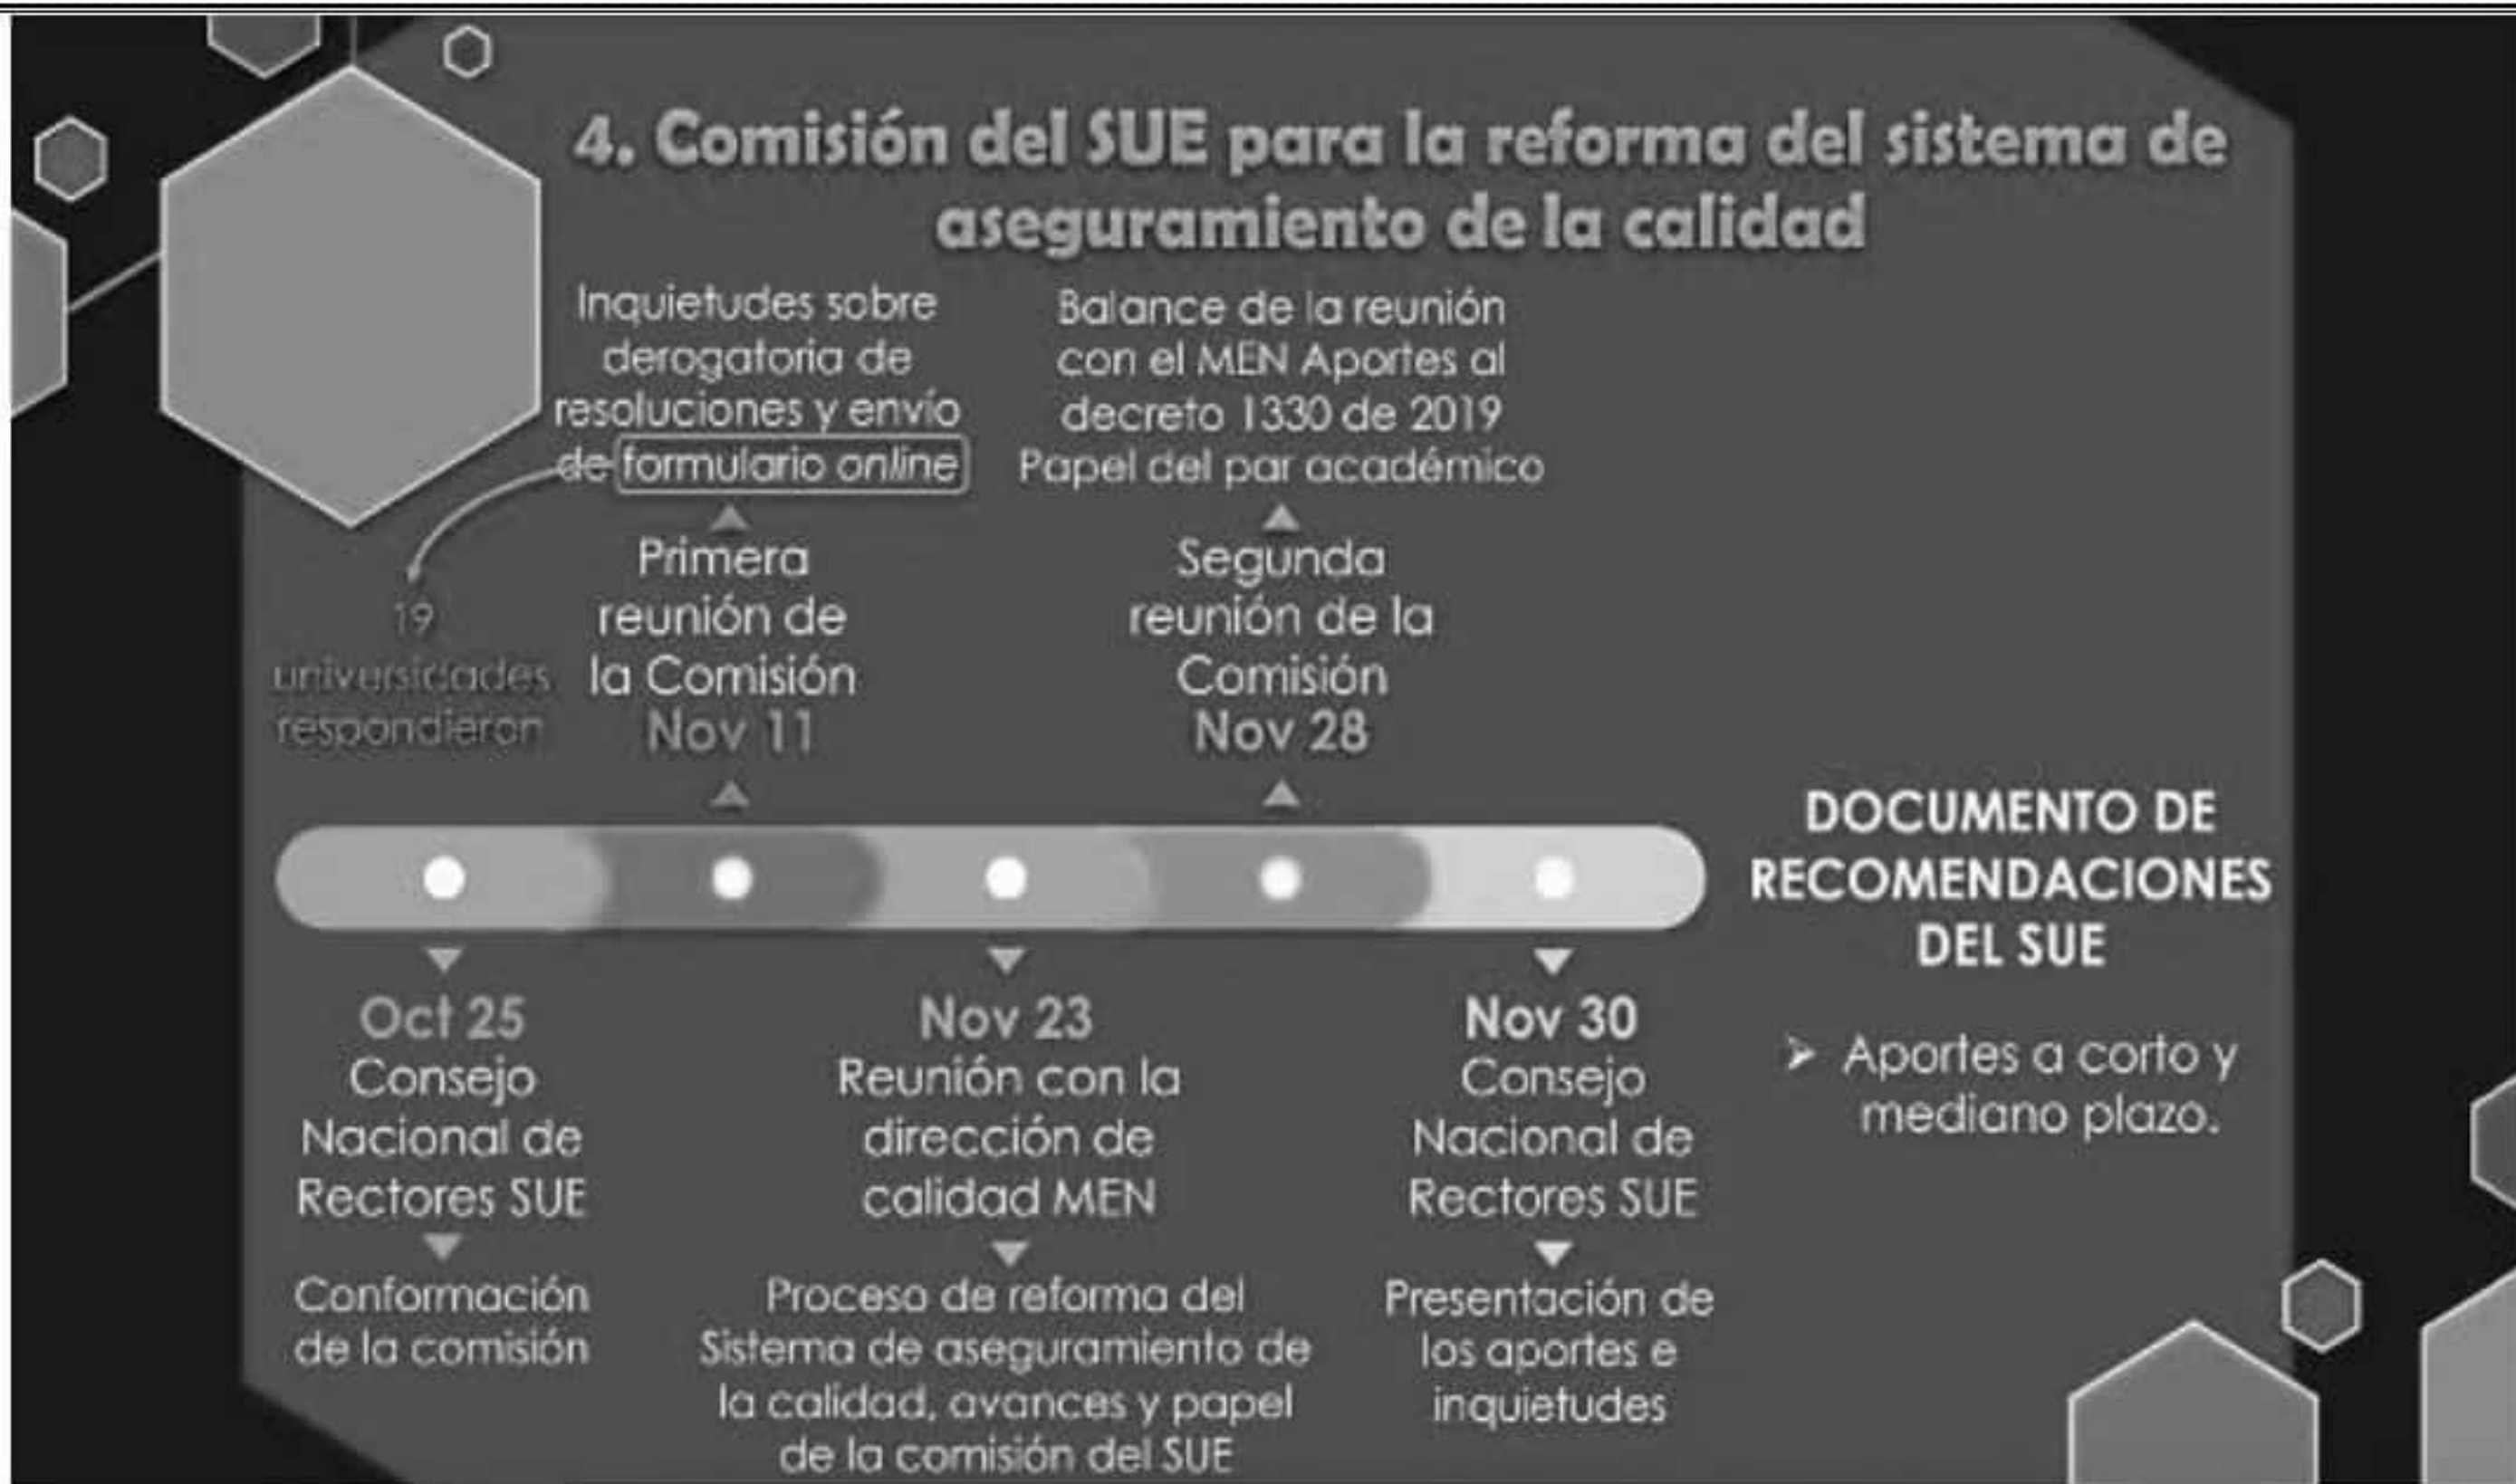 4. Comisión del SUE para la reforma del sistema de
aseguramiento de la calidad
Inquietudes sobre
derogatoria de
resoluciones y envío
de formulario online
19
universidades
respondieron
Primera
reunión de
la Comisión
Nov 11
Balance de la reunión
con el MEN Aportes al
decreto 1330 de 2019
Papel del par académico
Segunda
reunión de la
Comisión
Nov 28
Oct 25
Consejo
Nacional de
Rectores SUE
Conformación
de la comisión
Nov 23
Reunión con la
dirección de
calidad MEN
Proceso de reforma del
Sistema de aseguramiento de
la calidad, avances y papel
de la comisión del SUE
Nov 30
Consejo
Nacional de
Rectores SUE
Presentación de
los aportes e
inquietudes
DOCUMENTO DE
RECOMENDACIONES
DEL SUE
➢ Aportes a corto y
mediano plazo.